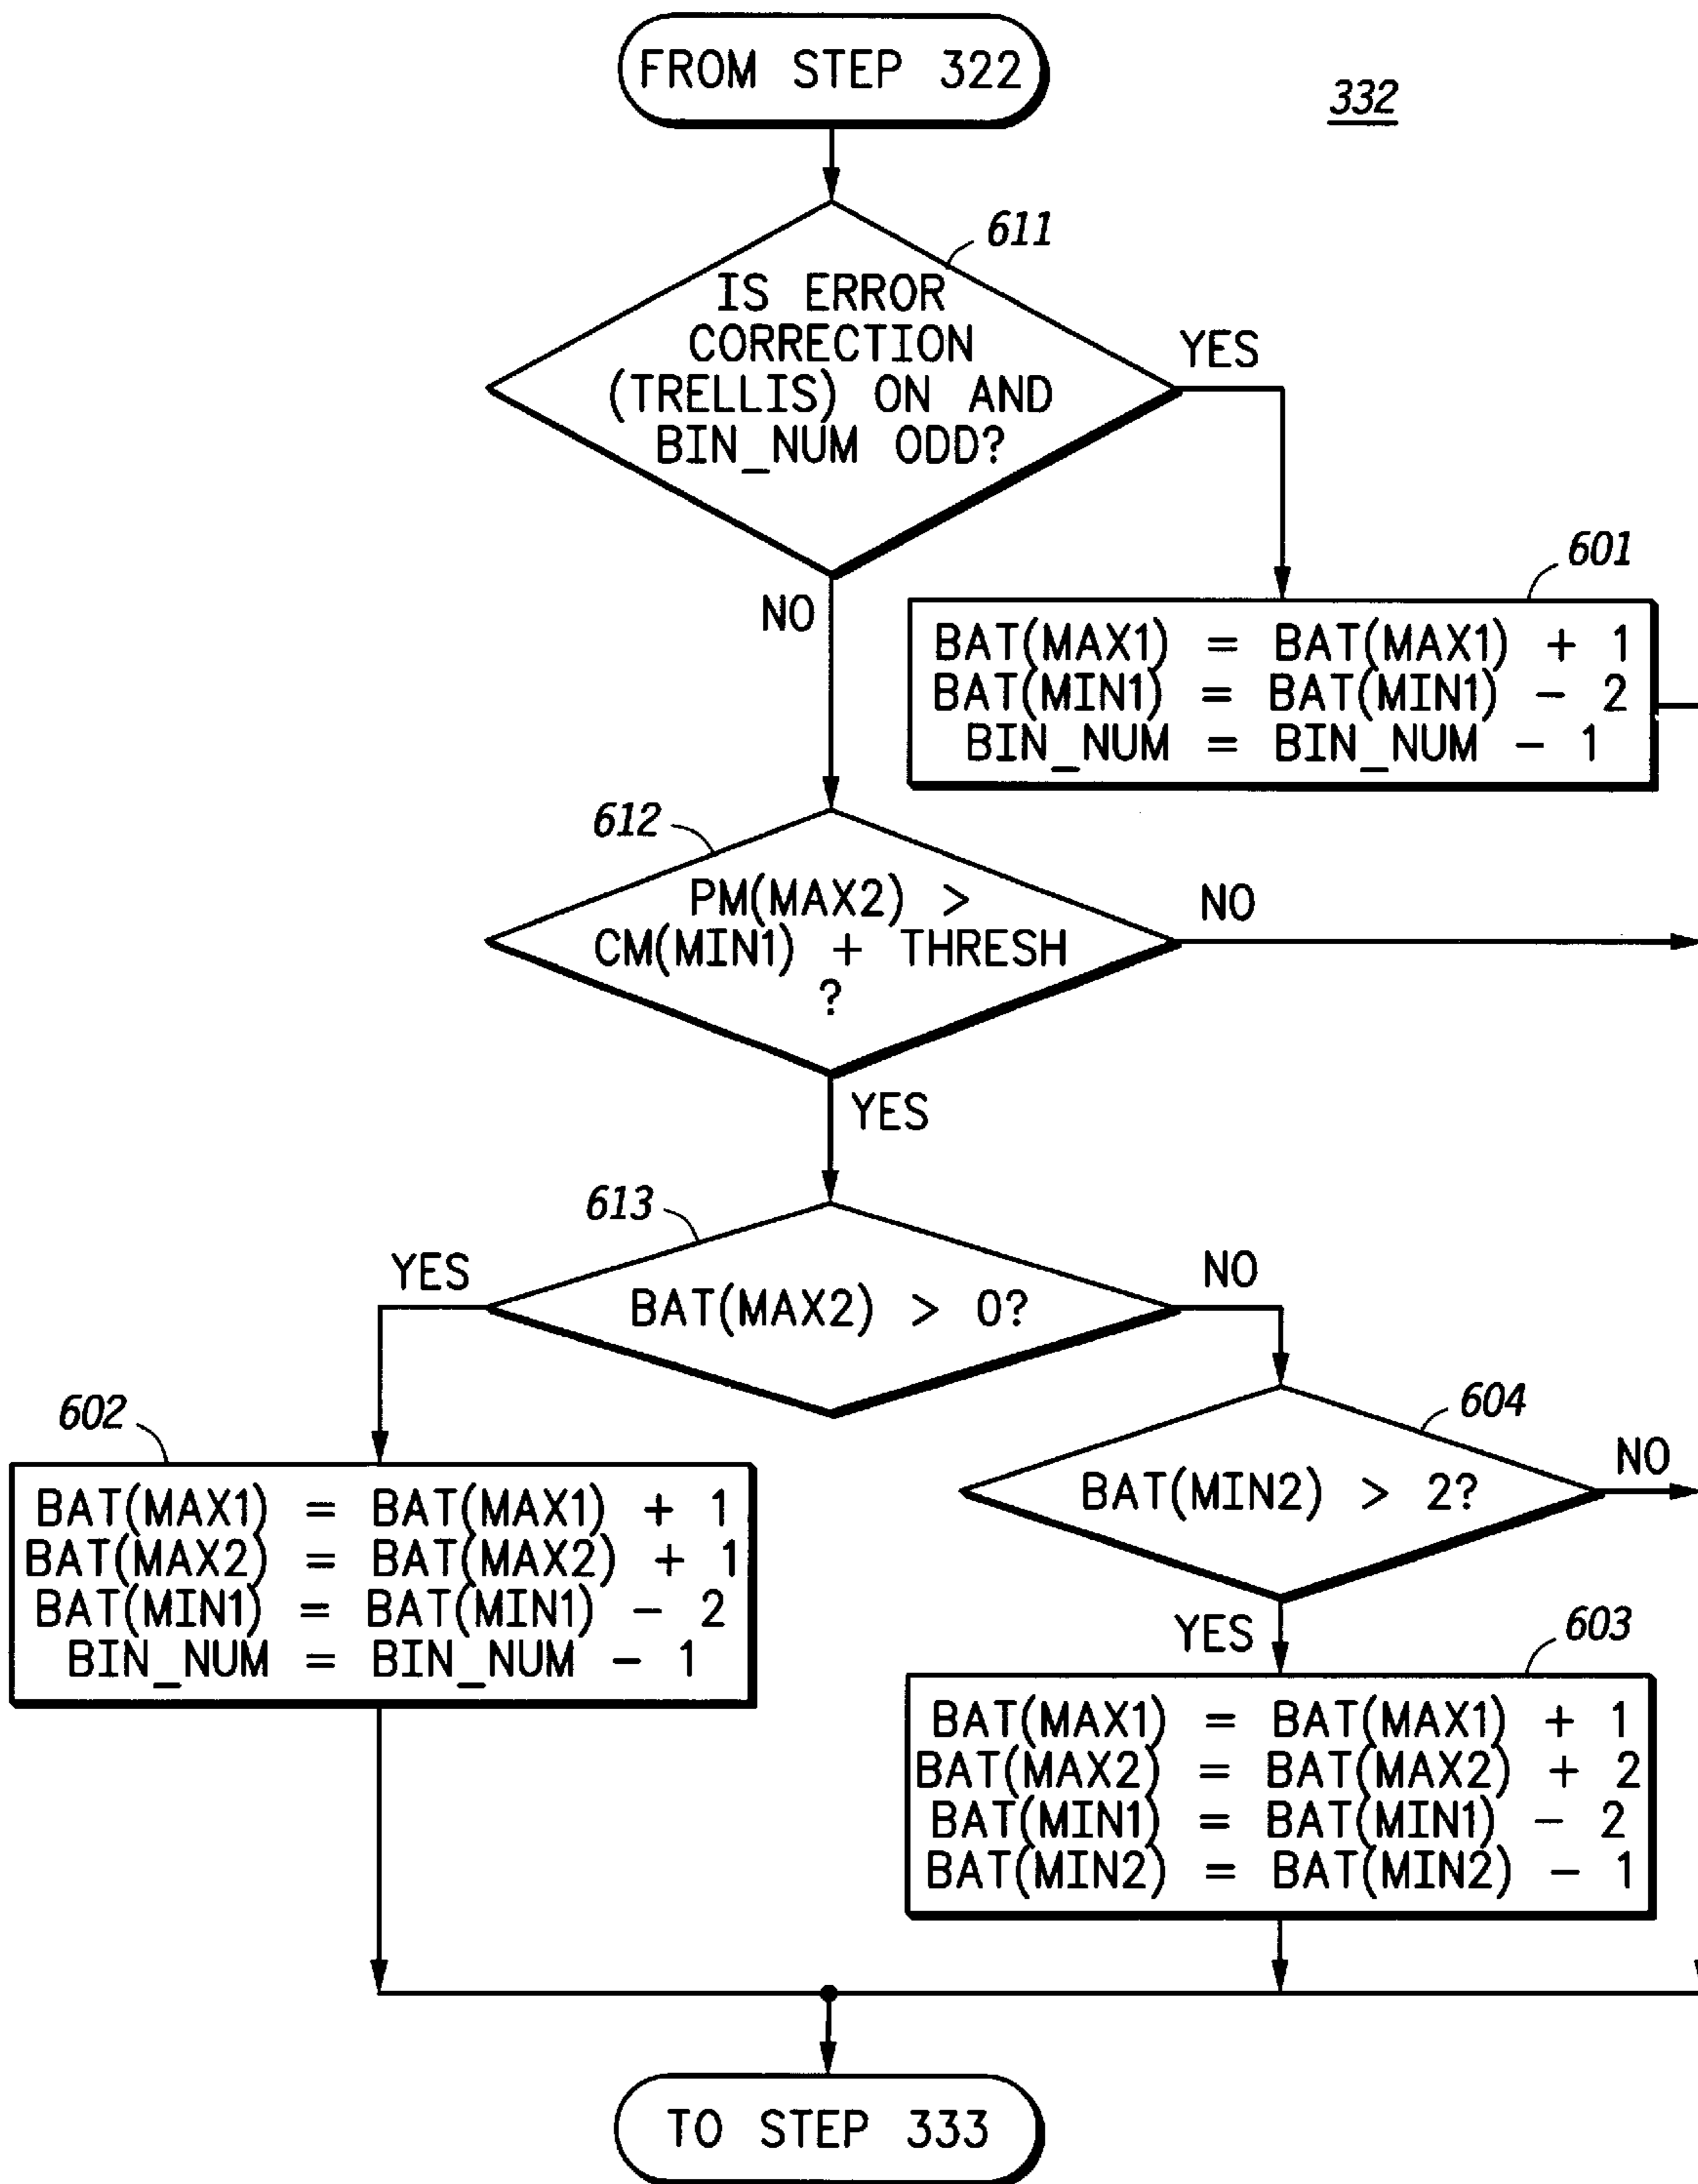 FROM STEP 322
332
611
IS ERROR
CORRECTION
(TRELLIS) ON AND
BIN_NUM ODD?
YES
NO
601
BAT(MAX1) = BAT(MAX1) + 1
BAT(MIN1) = BAT(MIN1) - 2
BIN_NUM = BIN_NUM - 1
612
PM(MAX2) >
CM(MIN1) + THRESH
?
NO
YES
613
YES
BAT(MAX2) > 0?
NO
602
BAT(MAX1) = BAT(MAX1) + 1
BAT(MAX2) = BAT(MAX2) + 1
BAT(MIN1) = BAT(MIN1) - 2
BIN_NUM = BIN_NUM - 1
604
BAT(MIN2) > 2?
NO
YES
603
BAT(MAX1) = BAT(MAX1) + 1
BAT(MAX2) = BAT(MAX2) + 2
BAT(MIN1) = BAT(MIN1) - 2
BAT(MIN2) = BAT(MIN2) - 1
TO STEP 333